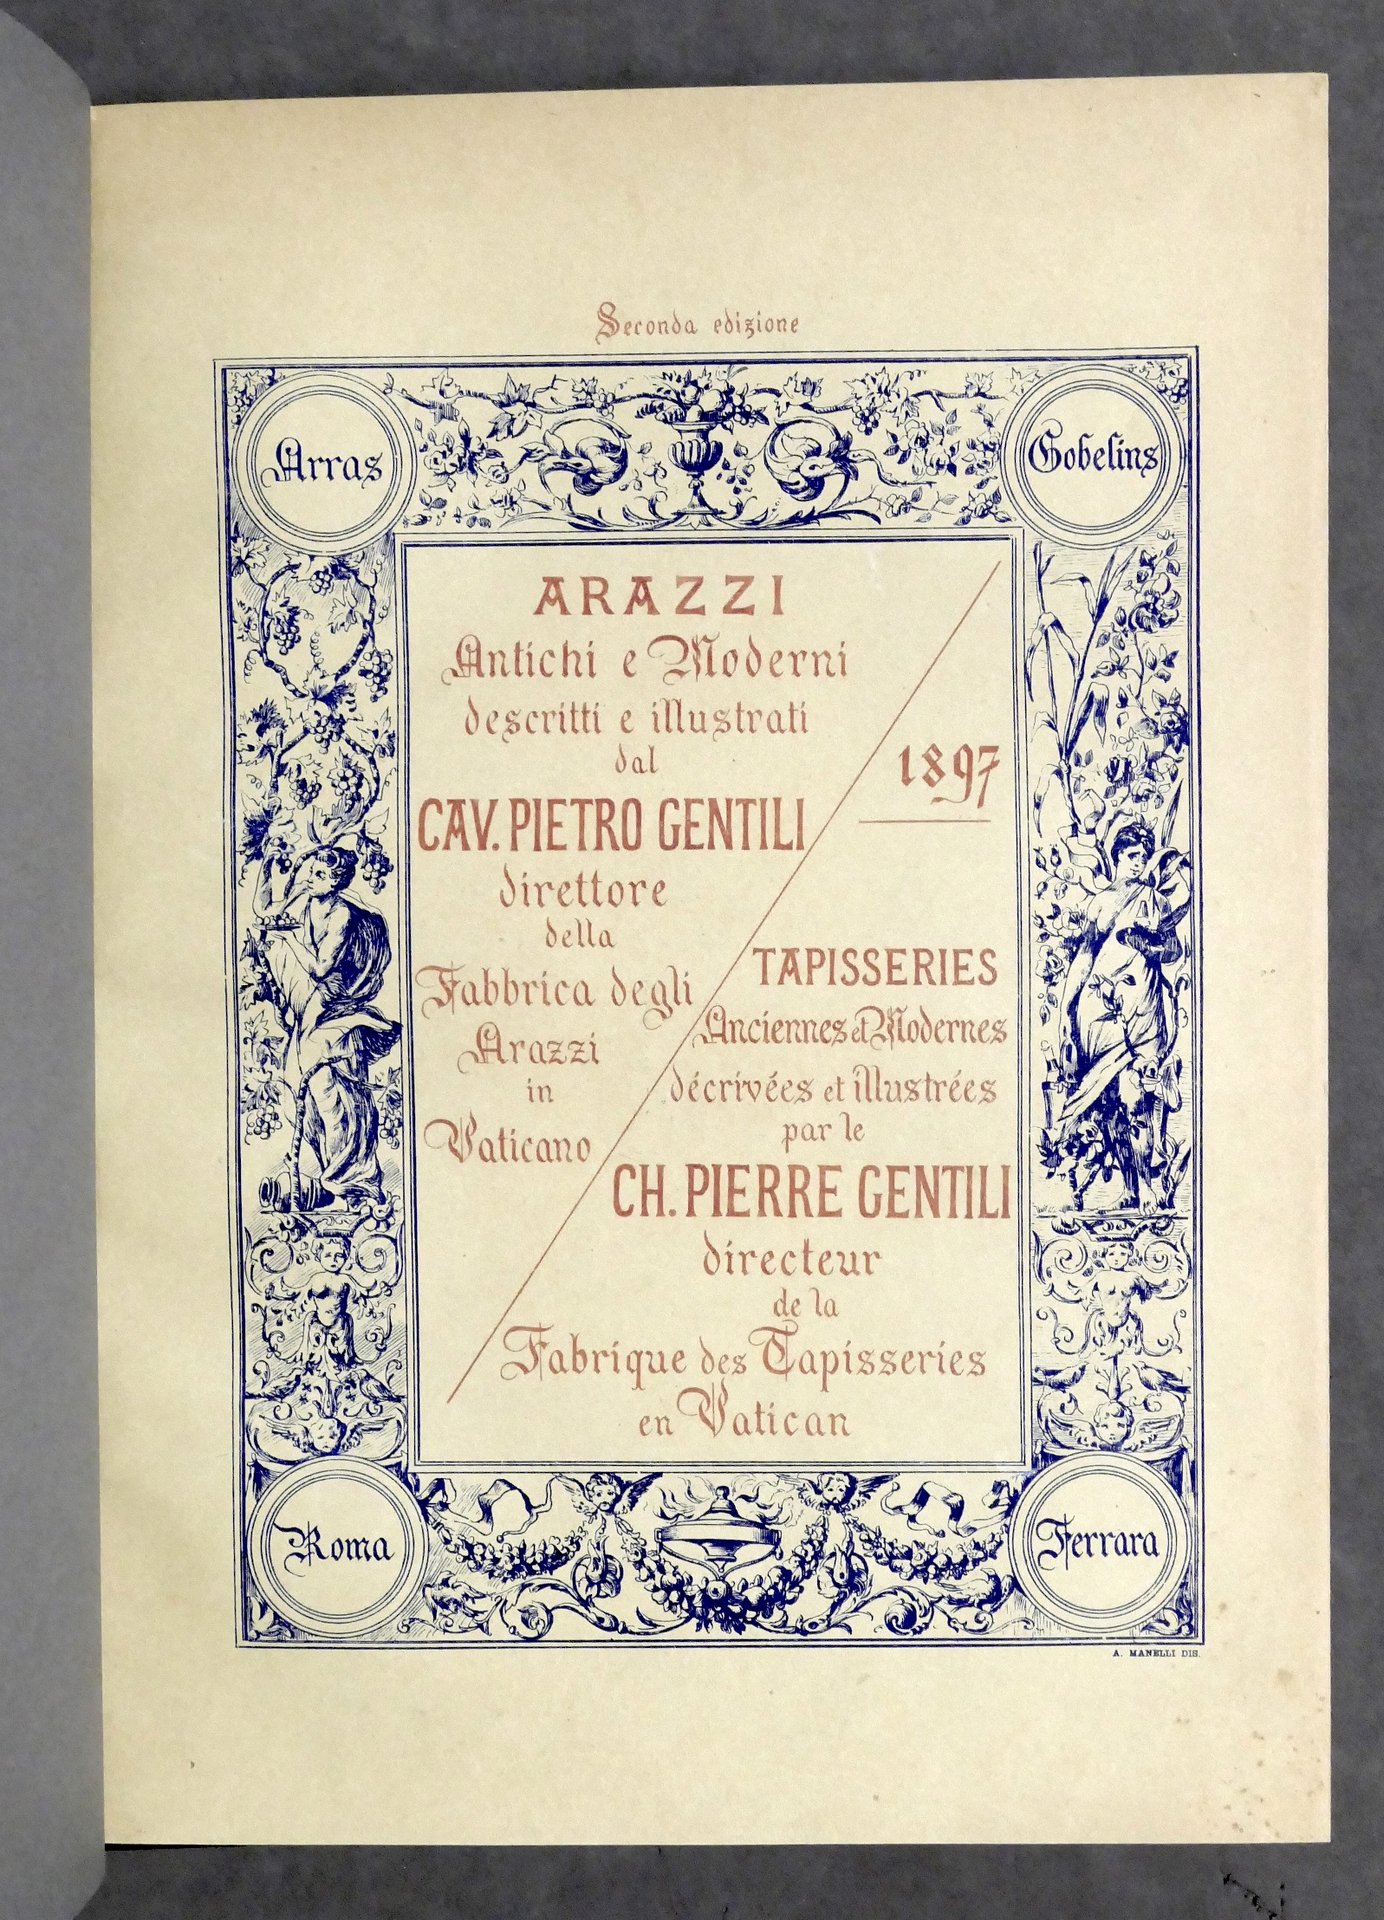 Seconda edizione
Arras
Gobelins
ARAZZI
Antichi e Moderni
descritti e illustrati
dal
CAV. PIETRO GENTILI
direttore
della
Fabbrica degli
Arazzi
in
Vaticano
1897
TAPISSERIES
Anciennes et Modernes
décrivées et illustrées
par le
CH. PIERRE GENTILI
directeur
de la
Fabrique des Tapisseries
en Vatican
Roma
Ferrara
A. MANELLI DIS.